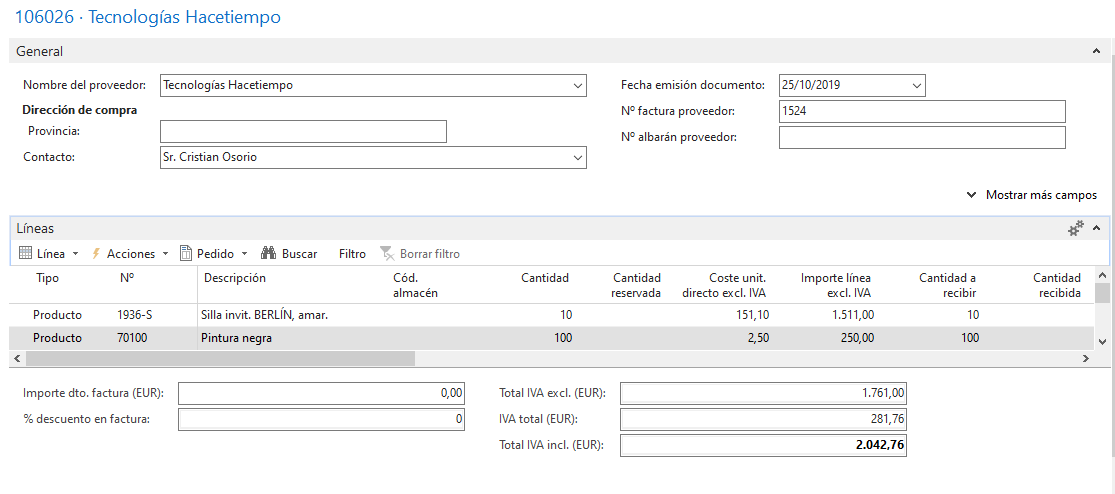 106026 · Tecnologías Hacetiempo
General
Nombre del proveedor: Tecnologías Hacetiempo
Dirección de compra
Provincia:
Contacto: Sr. Cristian Osorio
Fecha emisión documento: 25/10/2019
Nº factura proveedor: 1524
Nº albarán proveedor:
Mostrar más campos
Líneas
Línea Acciones Pedido Buscar Filtro Borrar filtro
Tipo Nº Descripción Cód. almacén Cantidad Cantidad reservada Coste unit. directo excl. IVA Importe línea excl. IVA Cantidad a recibir Cantidad recibida
Producto 1936-S Silla invit. BERLÍN, amar. 10 151,10 1.511,00 10
Producto 70100 Pintura negra 100 2,50 250,00 100
Importe dto. factura (EUR): 0,00
% descuento en factura: 0
Total IVA excl. (EUR): 1.761,00
IVA total (EUR): 281,76
Total IVA incl. (EUR): 2.042,76